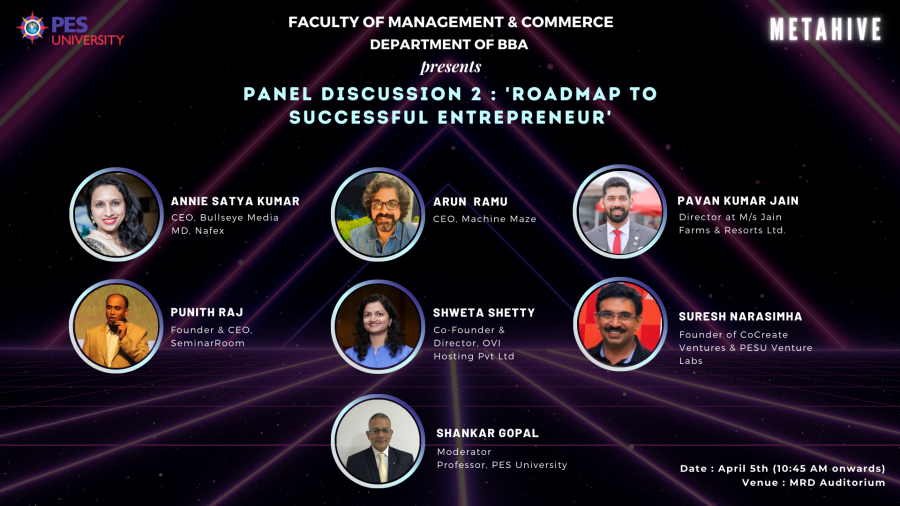 PES
UNIVERSITY
FACULTY OF MANAGEMENT & COMMERCE
DEPARTMENT OF BBA
presents
METAHIVE
PANEL DISCUSSION 2 : 'ROADMAP TO
SUCCESSFUL ENTREPRENEUR'
ANNIE SATYA KUMAR
CEO, Bullseye Media
MD, Nafex
ARUN RAMU
CEO, Machine Maze
PAVAN KUMAR JAIN
Director at M/s Jain
Farms & Resorts Ltd.
PUNITH RAJ
Founder & CEO,
SeminarRoom
SHWETA SHETTY
Co-Founder &
Director, OVI
Hosting Pvt Ltd
SURESH NARASIMHA
Founder of CoCreate
Ventures & PESU Venture
Labs
SHANKAR GOPAL
Moderator
Professor, PES University
Date : April 5th (10:45 AM onwards)
Venue : MRD Auditorium